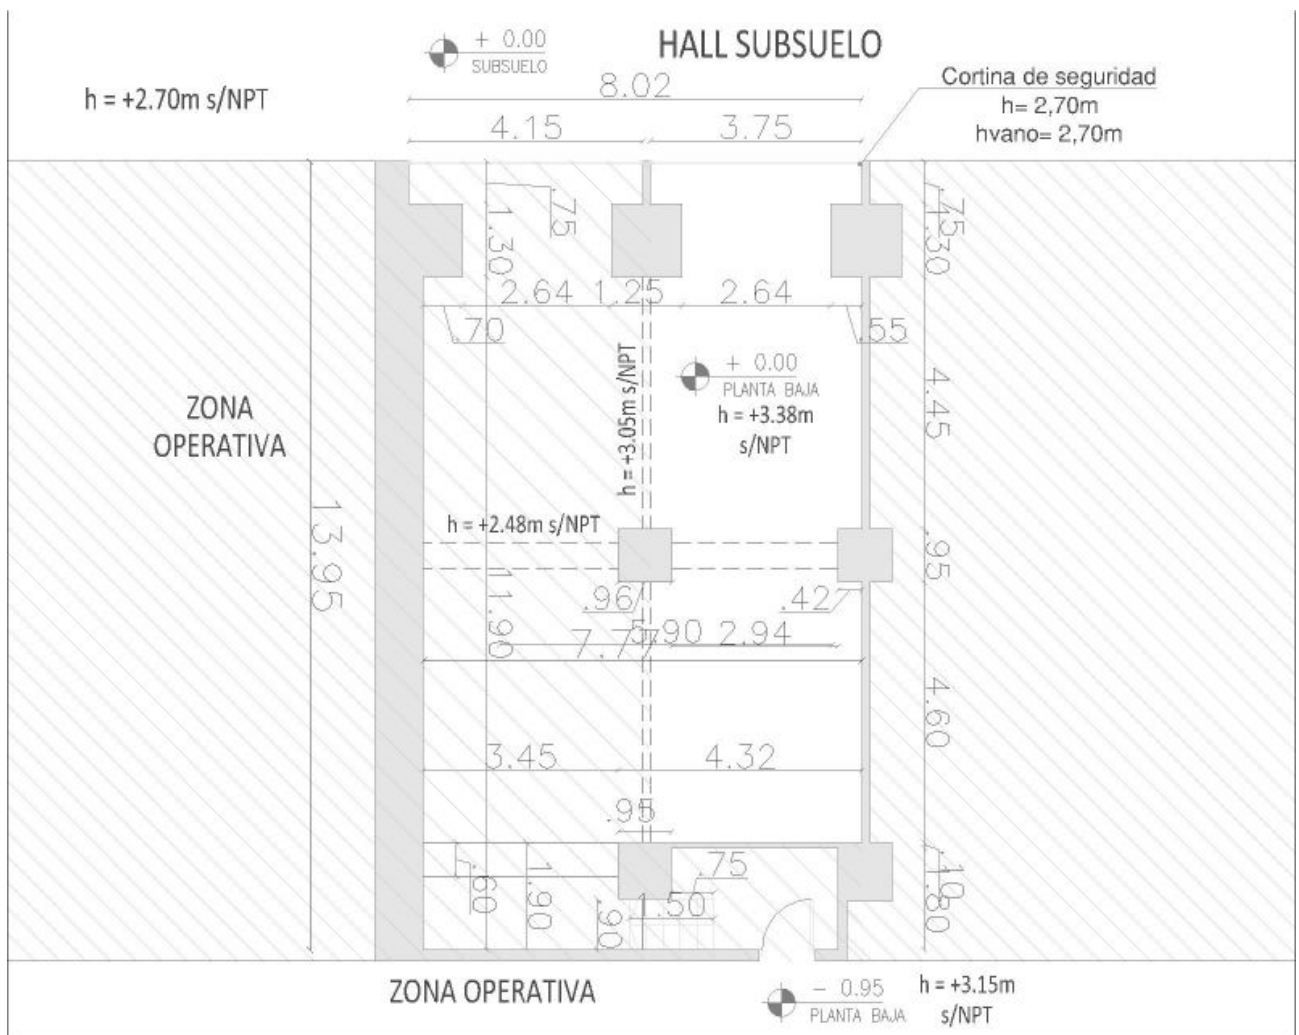 + 0.00
SUBSUELO
HALL SUBSUELO
h = +2.70m s/NPT
8.02
Cortina de seguridad
h= 2,70m
hvano= 2,70m
4.15
3.75
.75
1.30
.75
1.30
2.64
1.25
2.64
.70
.55
h = +3.05m s/NPT
+ 0.00
PLANTA BAJA
h = +3.38m
s/NPT
4.45
ZONA
OPERATIVA
13.95
h = +2.48m s/NPT
.95
.96
.42
11.90
5.90
2.94
7.77
4.60
3.45
4.32
.95
.75
.60
1.90
.90
1.50
.10
1.80
ZONA OPERATIVA
- 0.95
PLANTA BAJA
h = +3.15m
s/NPT